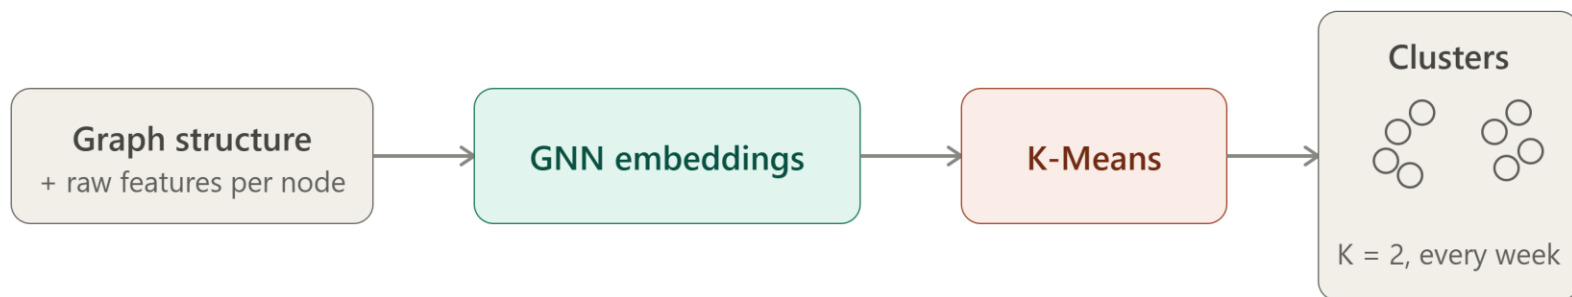 Graph structure
+ raw features per node
GNN embeddings
K-Means
Clusters
K = 2, every week